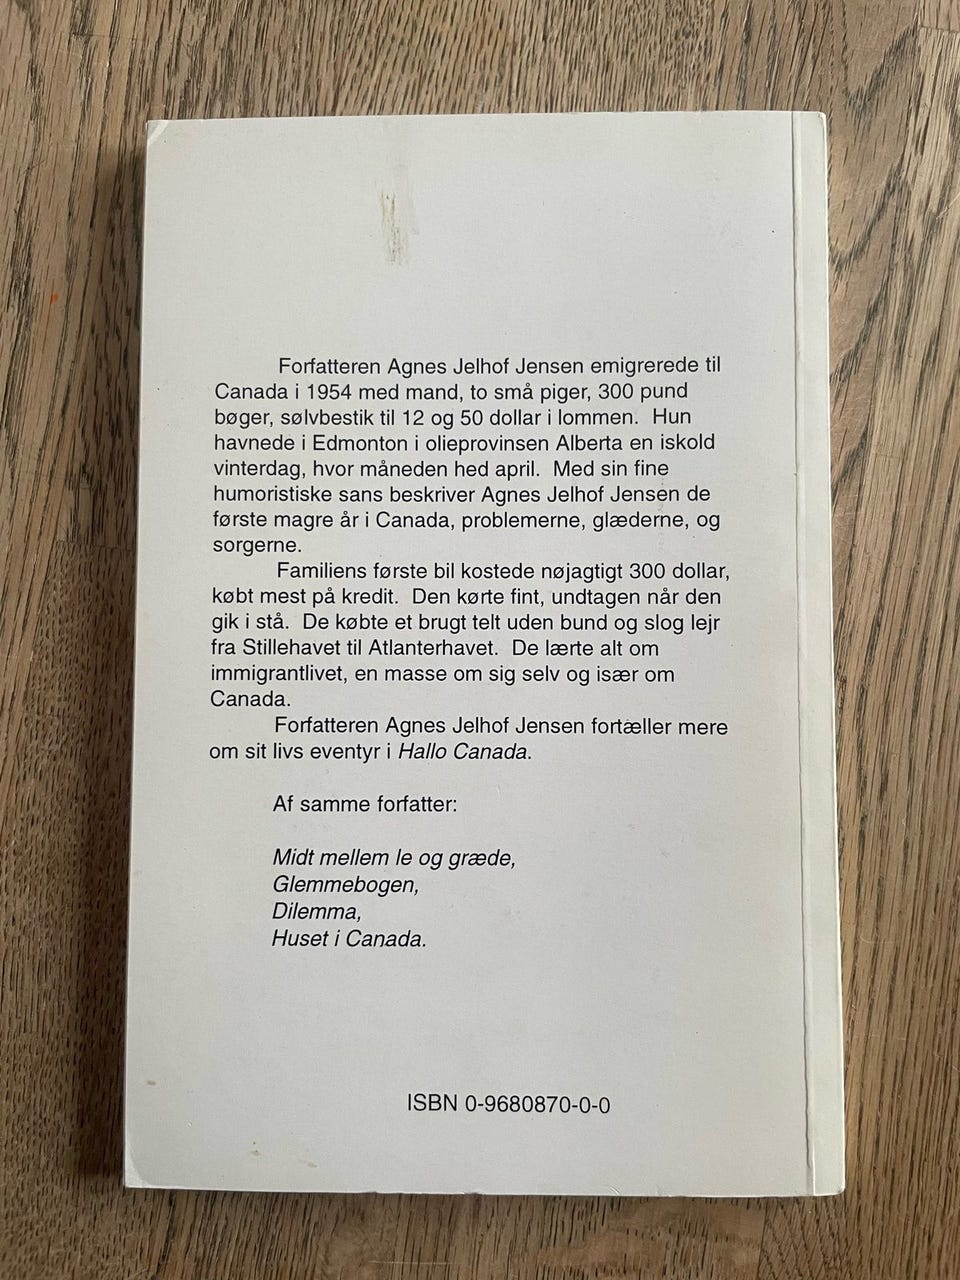 Forfatteren Agnes Jelhof Jensen emigrerede til
Canada i 1954 med mand, to små piger, 300 pund
bøger, sølvbestik til 12 og 50 dollar i lommen.  Hun
havnede i Edmonton i olieprovinsen Alberta en iskold
vinterdag, hvor måneden hed april.  Med sin fine
humoristiske sans beskriver Agnes Jelhof Jensen de
første magre år i Canada, problemerne, glæderne, og
sorgerne.
Familiens første bil kostede nøjagtigt 300 dollar,
købt mest på kredit.  Den kørte fint, undtagen når den
gik i stå.  De købte et brugt telt uden bund og slog lejr
fra Stillehavet til Atlanterhavet.  De lærte alt om
immigrantlivet, en masse om sig selv og især om
Canada.
Forfatteren Agnes Jelhof Jensen fortæller mere
om sit livs eventyr i Hallo Canada.
Af samme forfatter:
Midt mellem le og græde,
Glemmebogen,
Dilemma,
Huset i Canada.
ISBN 0-9680870-0-0